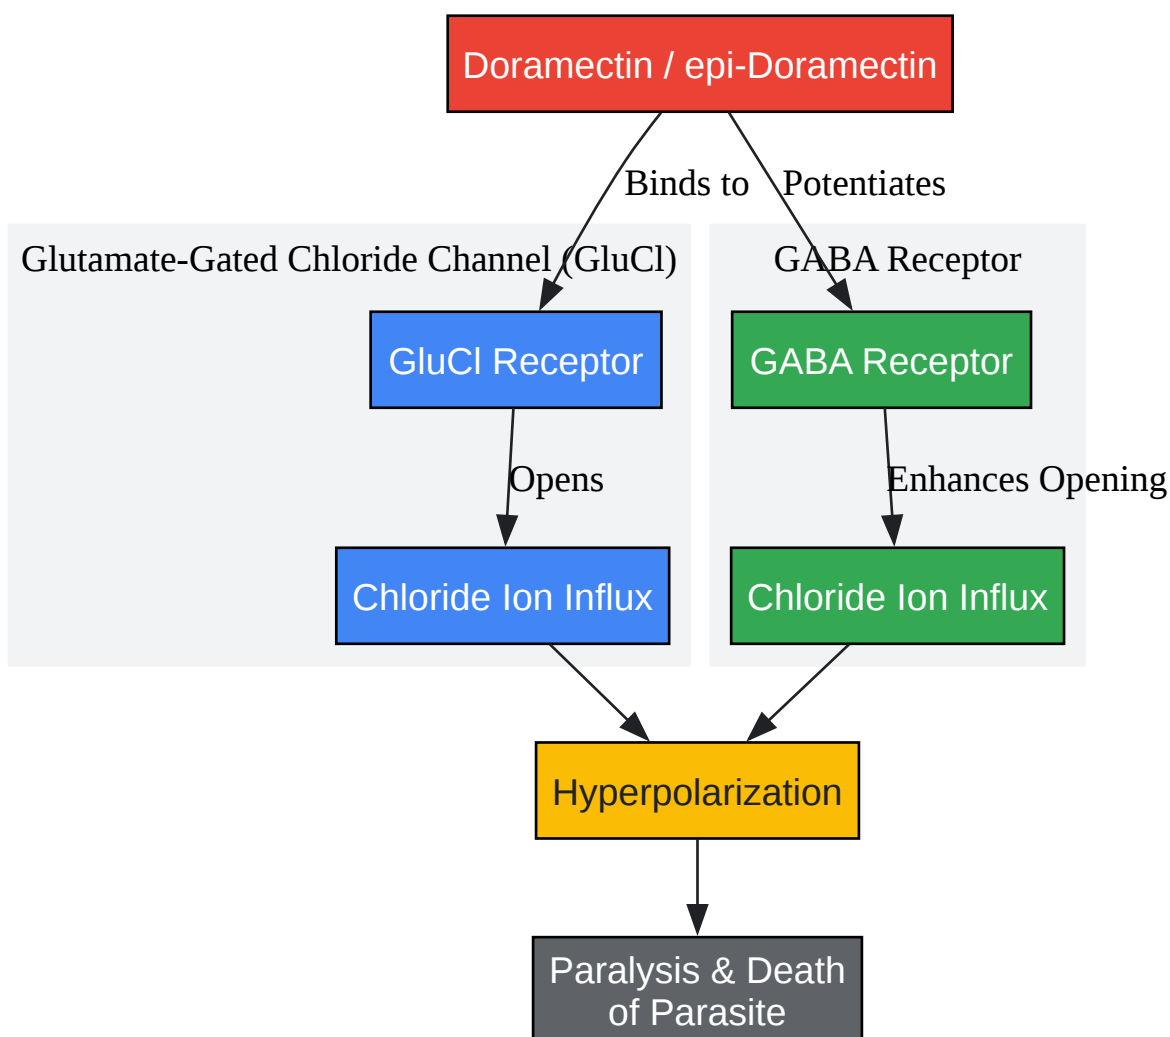 Doramectin / epi-Doramectin
Binds to
Potentiates
Glutamate-Gated Chloride Channel (GluCl)
GABA Receptor
GluCl Receptor
GABA Receptor
Opens
Enhances Opening
Chloride Ion Influx
Chloride Ion Influx
Hyperpolarization
Paralysis & Death
of Parasite